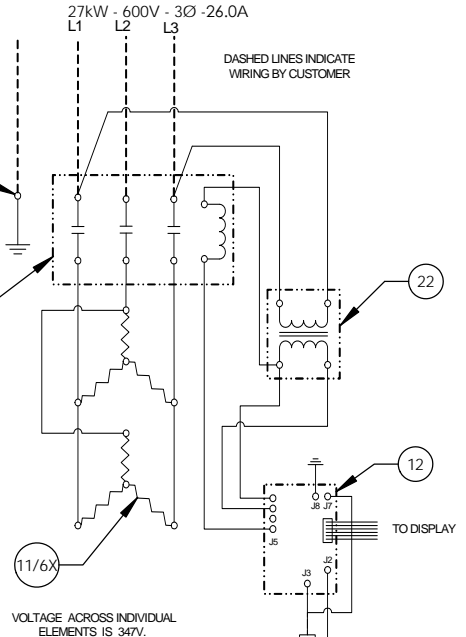 27kW - 600V - 3Ø -26.0A
L1 L2 L3
DASHED LINES INDICATE
WIRING BY CUSTOMER
22
12
J8 J7
TO DISPLAY
J5
J2
J3
11/6X
VOLTAGE ACROSS INDIVIDUAL
ELEMENTS IS 347V.